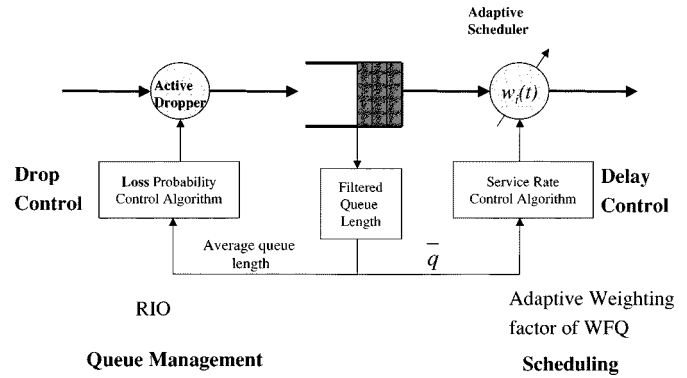 Adaptive
Scheduler
Active
Dropper
w_i(t)
Drop
Control
Loss Probability
Control Algorithm
Filtered
Queue
Length
Service Rate
Control Algorithm
Delay
Control
Average queue
length
q̅
RIO
Adaptive Weighting
factor of WFQ
Queue Management
Scheduling